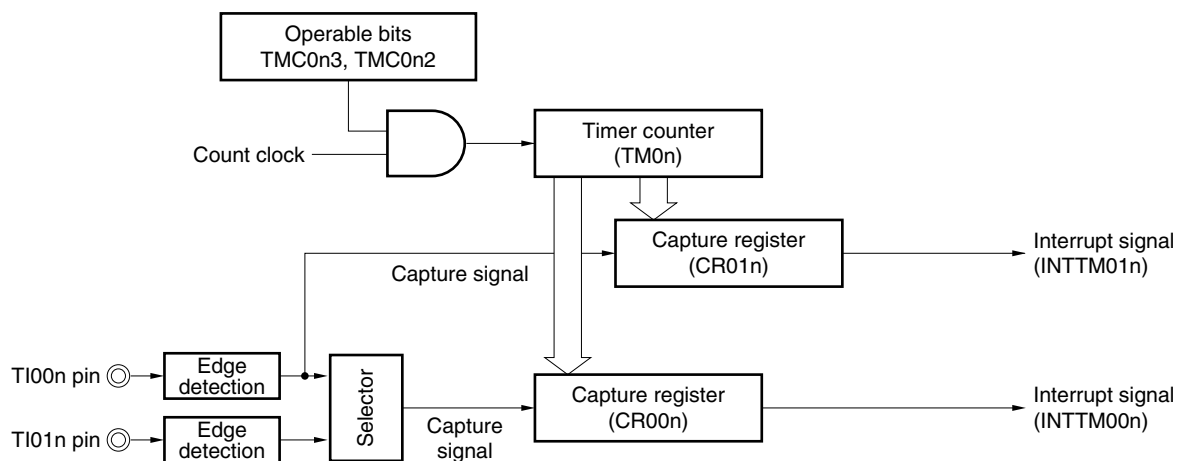 Operable bits
TMC0n3, TMC0n2
Count clock
Timer counter
(TM0n)
Capture register
(CR01n)
Interrupt signal
(INTTM01n)
Capture signal
TI00n pin
Edge
detection
Selector
Capture register
(CR00n)
Interrupt signal
(INTTM00n)
TI01n pin
Edge
detection
Capture
signal